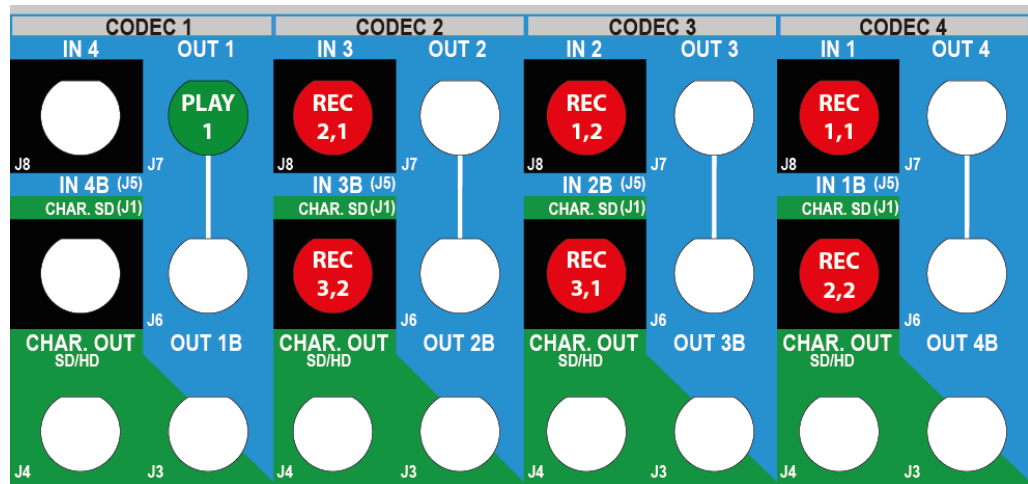 CODEC 1 CODEC 2 CODEC 3 CODEC 4
IN 4 OUT 1 IN 3 OUT 2 IN 2 OUT 3 IN 1 OUT 4
PLAY 1 REC 2,1 REC 1,2 REC 1,1
J8 J7 J8 J7 J8 J7 J8 J7
IN 4B (J5) IN 3B (J5) IN 2B (J5) IN 1B (J5)
CHAR. SD (J1) CHAR. SD (J1) CHAR. SD (J1) CHAR. SD (J1)
REC 3,2 REC 3,1 REC 2,2
J6 J6 J6 J6
CHAR. OUT OUT 1B CHAR. OUT OUT 2B CHAR. OUT OUT 3B CHAR. OUT OUT 4B
SD/HD SD/HD SD/HD SD/HD
J4 J3 J4 J3 J4 J3 J4 J3